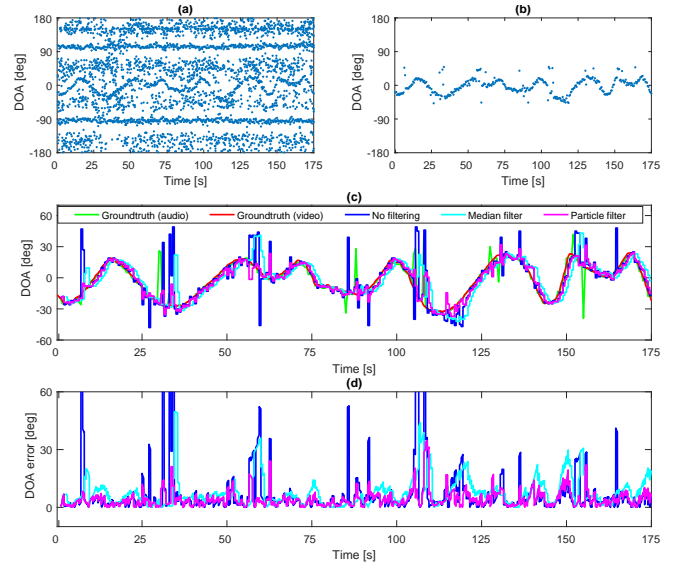 (a)
180
90
0
-90
-180
DOA [deg]
0 25 50 75 100 125 150 175
Time [s]
(b)
180
90
0
-90
-180
DOA [deg]
0 25 50 75 100 125 150 175
Time [s]
(c)
Groundtruth (audio) Groundtruth (video) No filtering Median filter Particle filter
60
30
0
-30
-60
DOA [deg]
0 25 50 75 100 125 150 175
Time [s]
(d)
60
30
0
DOA error [deg]
0 25 50 75 100 125 150 175
Time [s]